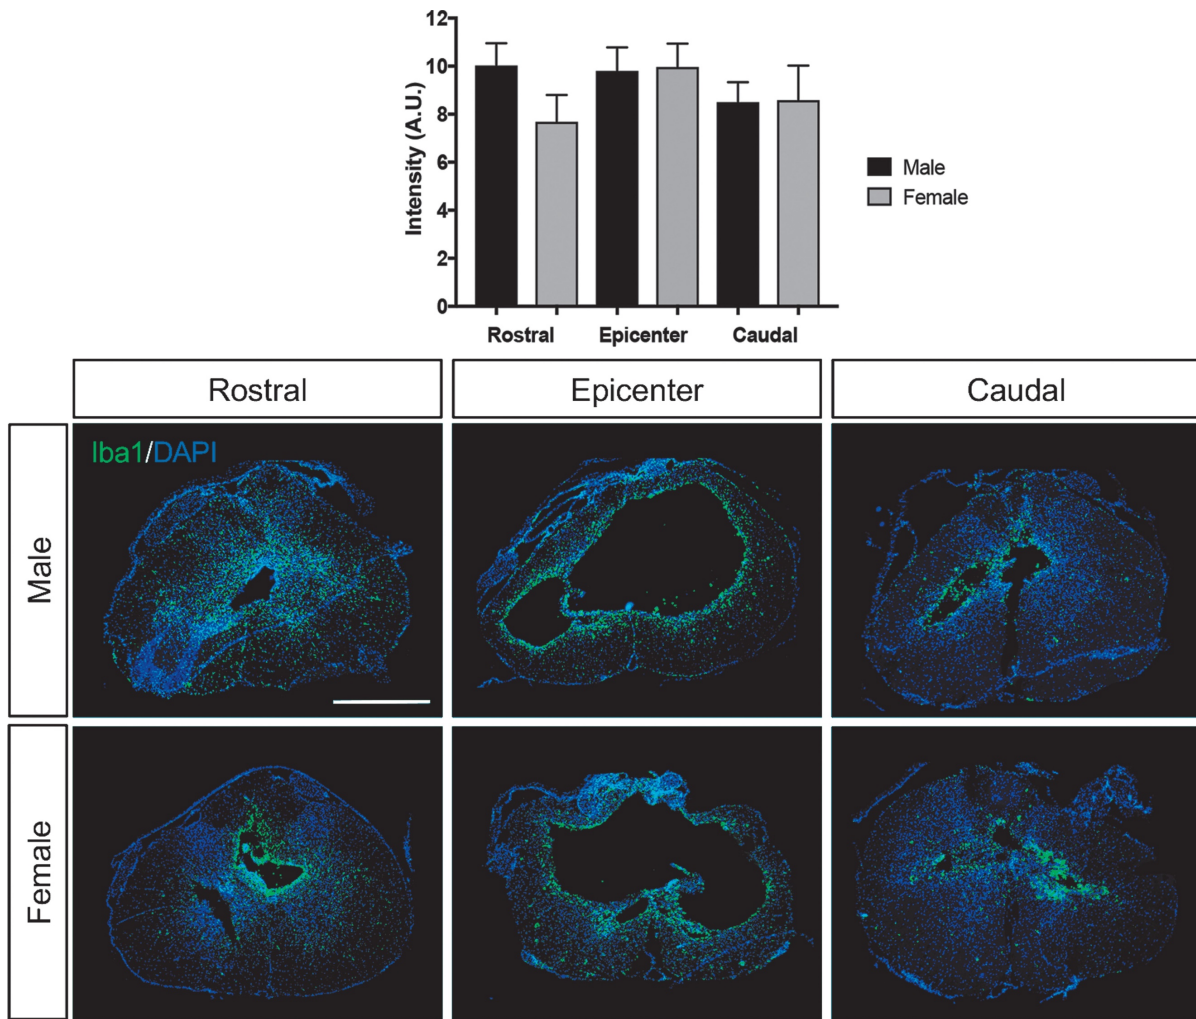 12
10
8
6
4
2
0
Intensity (A.U.)
Rostral Epicenter Caudal
Male
Female
Rostral Epicenter Caudal
Male
Iba1/DAPI
Female